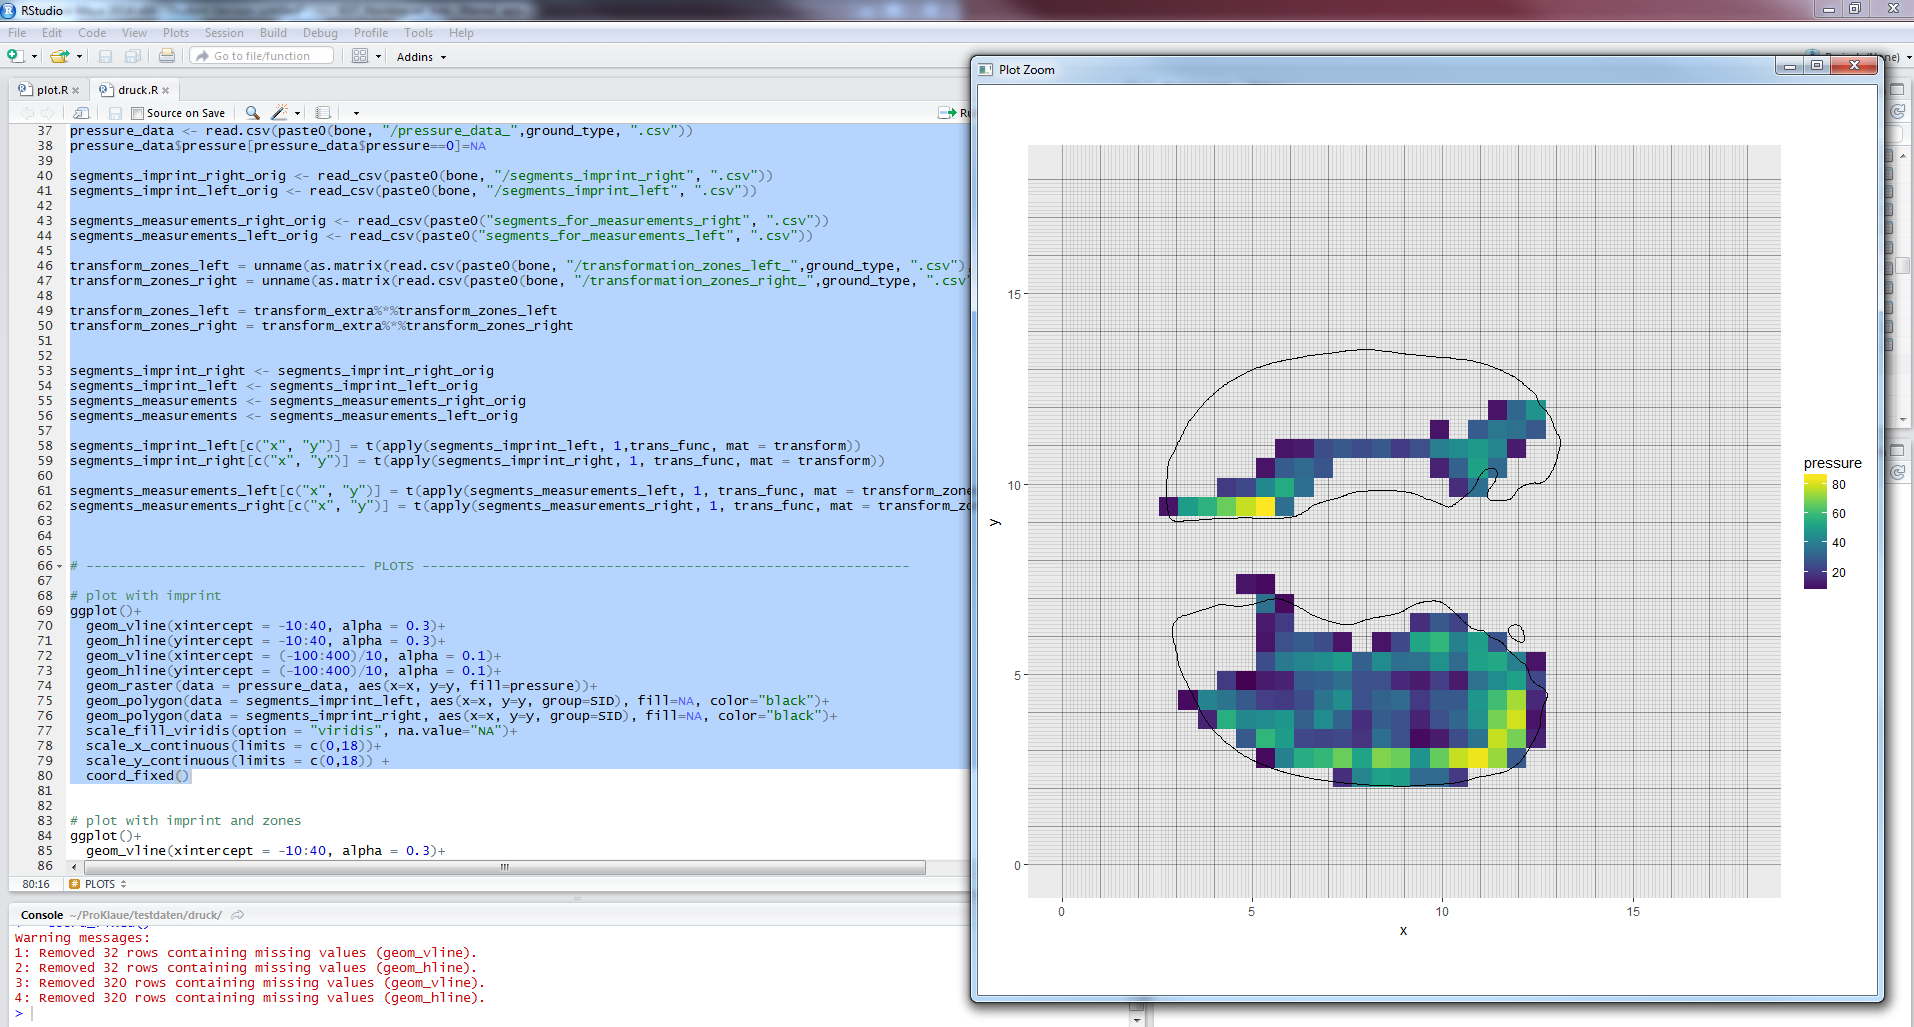 RStudio
File Edit Code View Plots Session Build Debug Profile Tools Help
Go to file/function
Addins
plot.R
druck.R
Source on Save
37 pressure_data <- read.csv(paste0(bone, "/pressure_data_",ground_type, ".csv"))
38 pressure_data$pressure[pressure_data$pressure==0]=NA
39
40 segments_imprint_right_orig <- read_csv(paste0(bone, "/segments_imprint_right", ".csv"))
41 segments_imprint_left_orig <- read_csv(paste0(bone, "/segments_imprint_left", ".csv"))
42
43 segments_measurements_right_orig <- read_csv(paste0("segments_for_measurements_right", ".csv"))
44 segments_measurements_left_orig <- read_csv(paste0("segments_for_measurements_left", ".csv"))
45
46 transform_zones_left = unname(as.matrix(read.csv(paste0(bone, "/transformation_zones_left_",ground_type, ".csv")
47 transform_zones_right = unname(as.matrix(read.csv(paste0(bone, "/transformation_zones_right_",ground_type, ".csv"
48
49 transform_zones_left = transform_extra%*%transform_zones_left
50 transform_zones_right = transform_extra%*%transform_zones_right
51
52
53 segments_imprint_right <- segments_imprint_right_orig
54 segments_imprint_left <- segments_imprint_left_orig
55 segments_measurements <- segments_measurements_right_orig
56 segments_measurements <- segments_measurements_left_orig
57
58 segments_imprint_left[c("x", "y")] = t(apply(segments_imprint_left, 1,trans_func, mat = transform))
59 segments_imprint_right[c("x", "y")] = t(apply(segments_imprint_right, 1, trans_func, mat = transform))
60
61 segments_measurements_left[c("x", "y")] = t(apply(segments_measurements_left, 1, trans_func, mat = transform_zone
62 segments_measurements_right[c("x", "y")] = t(apply(segments_measurements_right, 1, trans_func, mat = transform_zo
63
64
65
66 # ----------------------------------- PLOTS -------------------------------------------------------------
67
68 # plot with imprint
69 ggplot()+
70 geom_vline(xintercept = -10:40, alpha = 0.3)+
71 geom_hline(yintercept = -10:40, alpha = 0.3)+
72 geom_vline(xintercept = (-100:400)/10, alpha = 0.1)+
73 geom_hline(yintercept = (-100:400)/10, alpha = 0.1)+
74 geom_raster(data = pressure_data, aes(x=x, y=y, fill=pressure))+
75 geom_polygon(data = segments_imprint_left, aes(x=x, y=y, group=SID), fill=NA, color="black")+
76 geom_polygon(data = segments_imprint_right, aes(x=x, y=y, group=SID), fill=NA, color="black")+
77 scale_fill_viridis(option = "viridis", na.value="NA")+
78 scale_x_continuous(limits = c(0,18))+
79 scale_y_continuous(limits = c(0,18)) +
80 coord_fixed()
81
82
83 # plot with imprint and zones
84 ggplot()+
85 geom_vline(xintercept = -10:40, alpha = 0.3)+
86
80:16 PLOTS
Console ~/ProKlaue/testdaten/druck/
Warning messages:
1: Removed 32 rows containing missing values (geom_vline).
2: Removed 32 rows containing missing values (geom_hline).
3: Removed 320 rows containing missing values (geom_vline).
4: Removed 320 rows containing missing values (geom_hline).
>
Plot Zoom
15
10
5
0
y
0 5 10 15
x
pressure
80
60
40
20